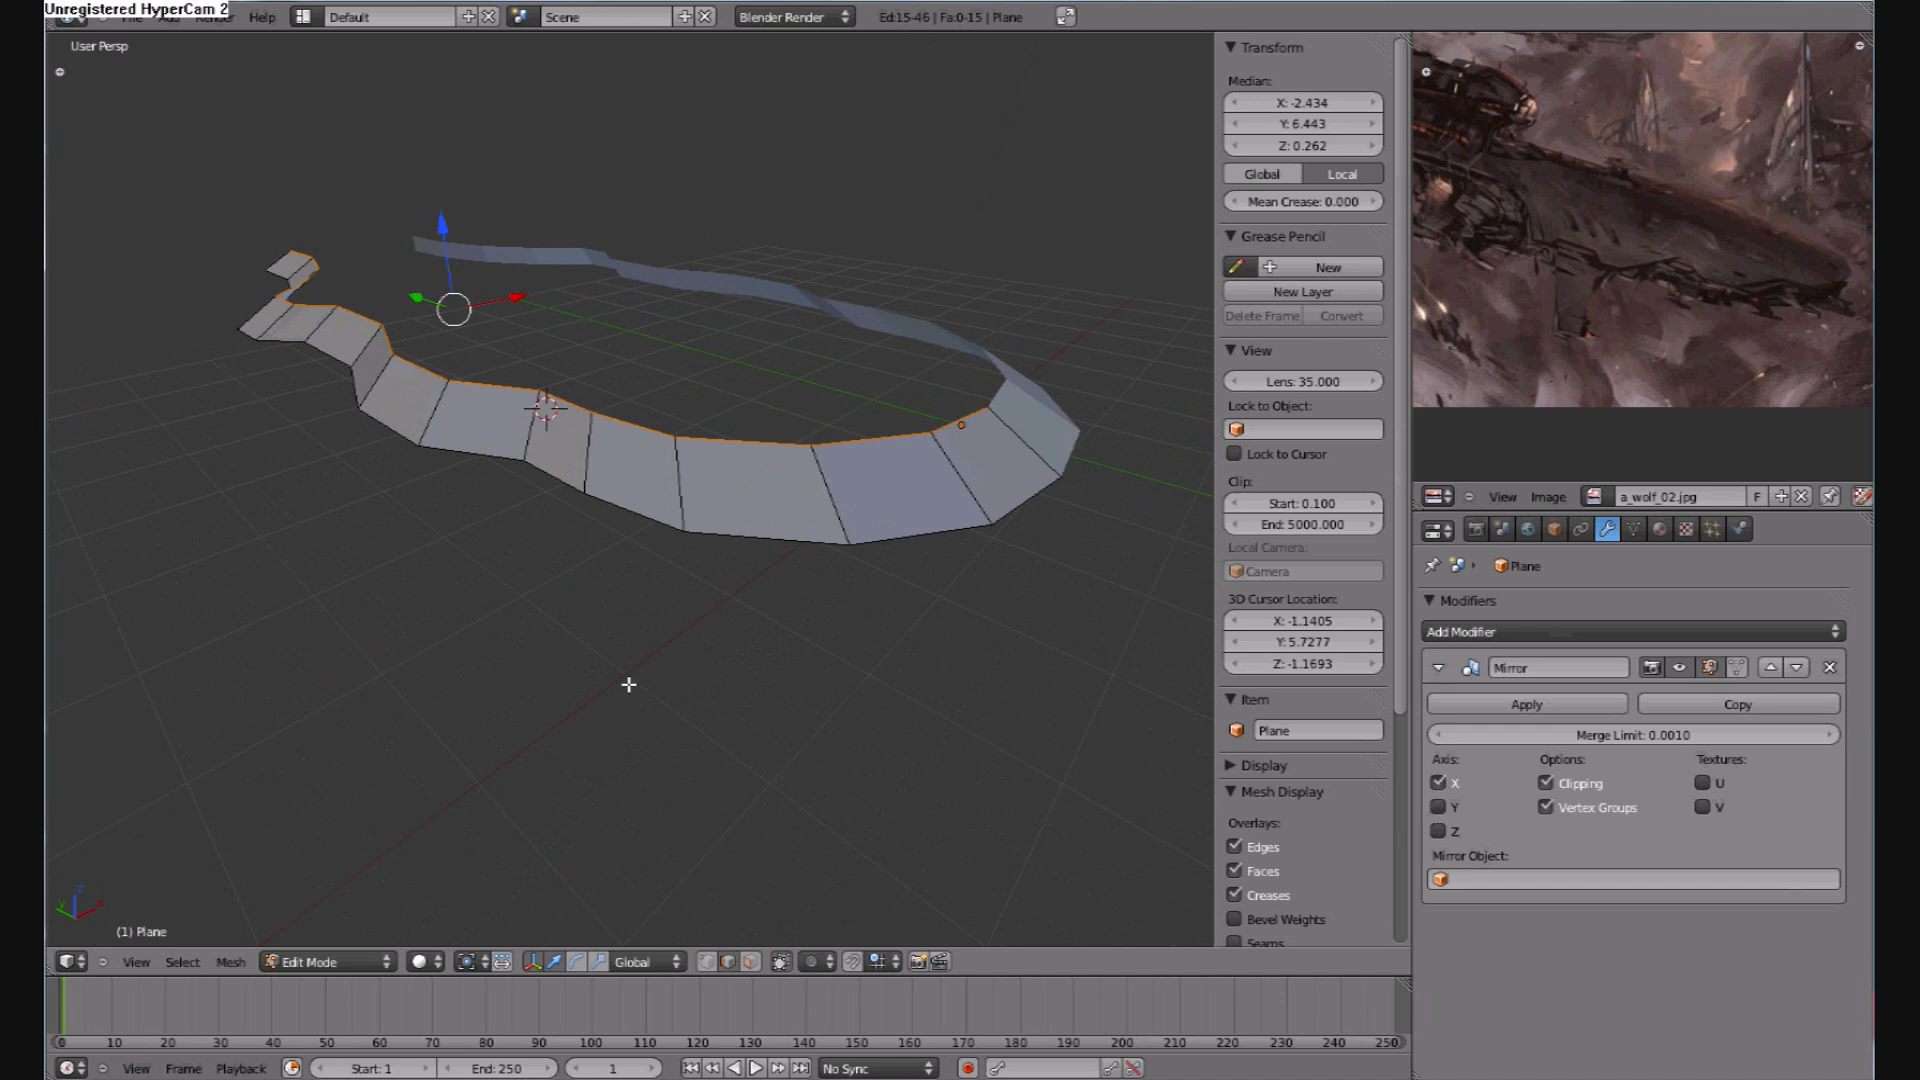 Unregistered HyperCam 2
File Add Help Default Scene Blender Render Ed:15-46 | Fa:0-15 | Plane
User Persp
(1) Plane
Transform
Median:
X: -2.434
Y: 6.443
Z: 0.262
Global Local
Mean Crease: 0.000
Grease Pencil
New
New Layer
Delete Frame Convert
View
Lens: 35.000
Lock to Object:
Lock to Cursor
Clip:
Start: 0.100
End: 5000.000
Local Camera:
Camera
3D Cursor Location:
X: -1.1405
Y: 5.7277
Z: -1.1693
Item
Plane
Display
Mesh Display
Overlays:
Edges
Faces
Creases
Bevel Weights
Seams
View Image a_wolf_02.jpg F
Plane
Modifiers
Add Modifier
Mirror
Apply Copy
Merge Limit: 0.0010
Axis: Options: Textures:
X Clipping U
Y Vertex Groups V
Z
Mirror Object:
z
y x
View Select Mesh Edit Mode Global
0 10 20 30 40 50 60 70 80 90 100 110 120 130 140 150 160 170 180 190 200 210 220 230 240 250
View Frame Playback Start: 1 End: 250 1 No Sync